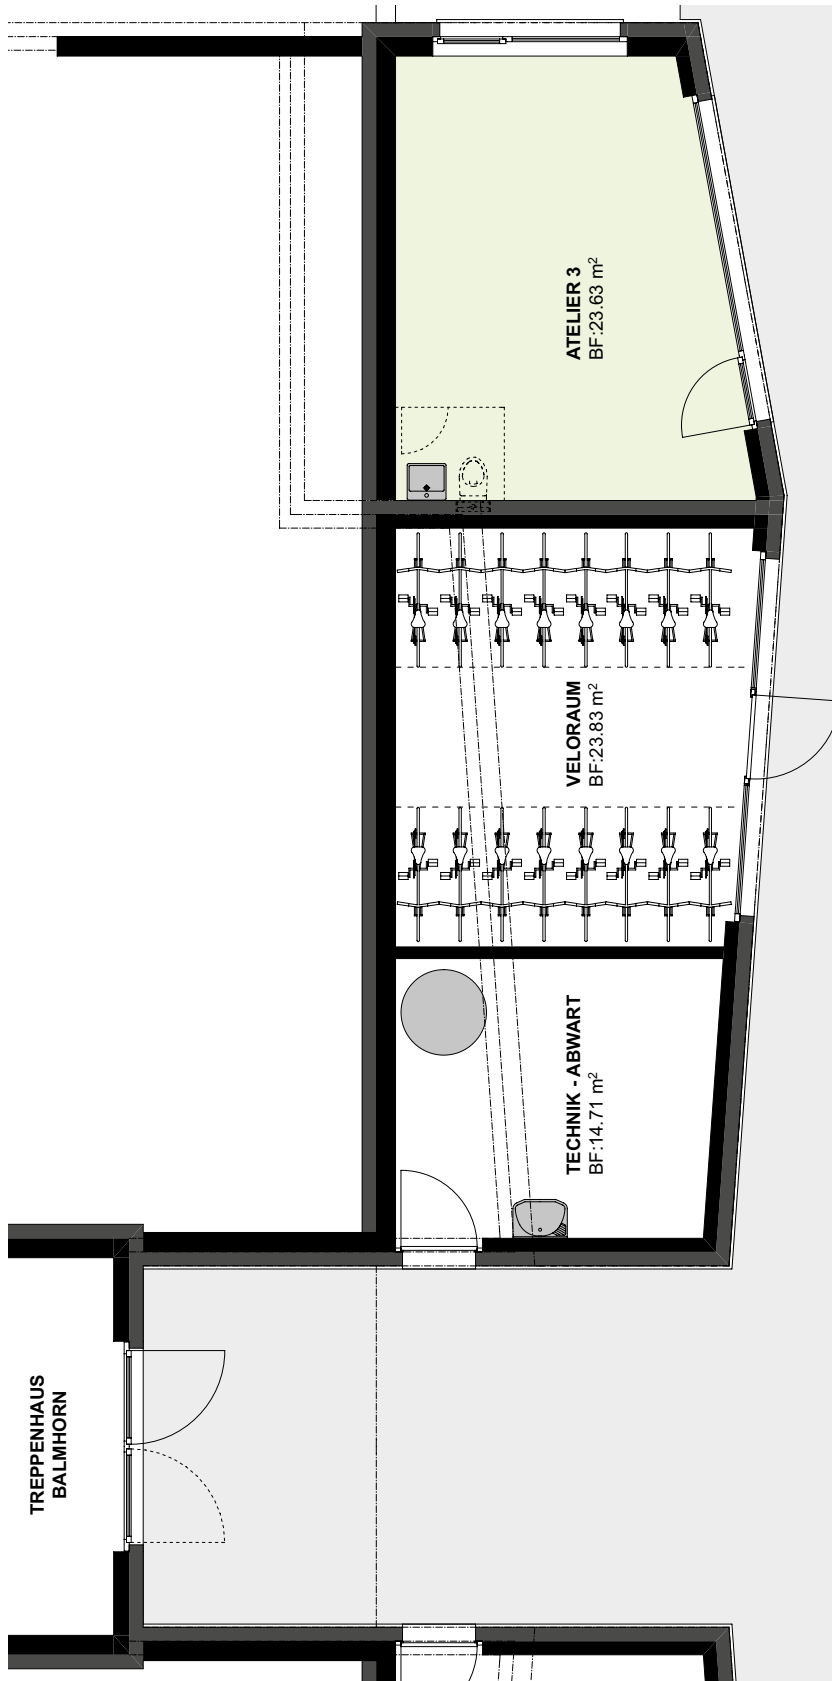 ATELIER 3
BF:23.63 m²
VELORAUM
BF:23.83 m²
TECHNIK - ABWART
BF:14.71 m²
TREPPENHAUS
BALMHORN